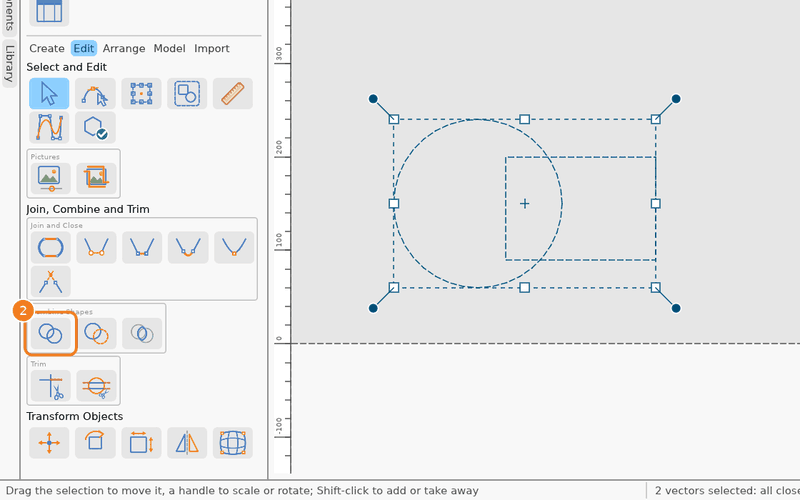 nents
Library
Create Edit Arrange Model Import
Select and Edit
Pictures
Join, Combine and Trim
Join and Close
2
Shapes
Trim
Transform Objects
300
200
100
0
-100
Drag the selection to move it, a handle to scale or rotate; Shift-click to add or take away
2 vectors selected: all close